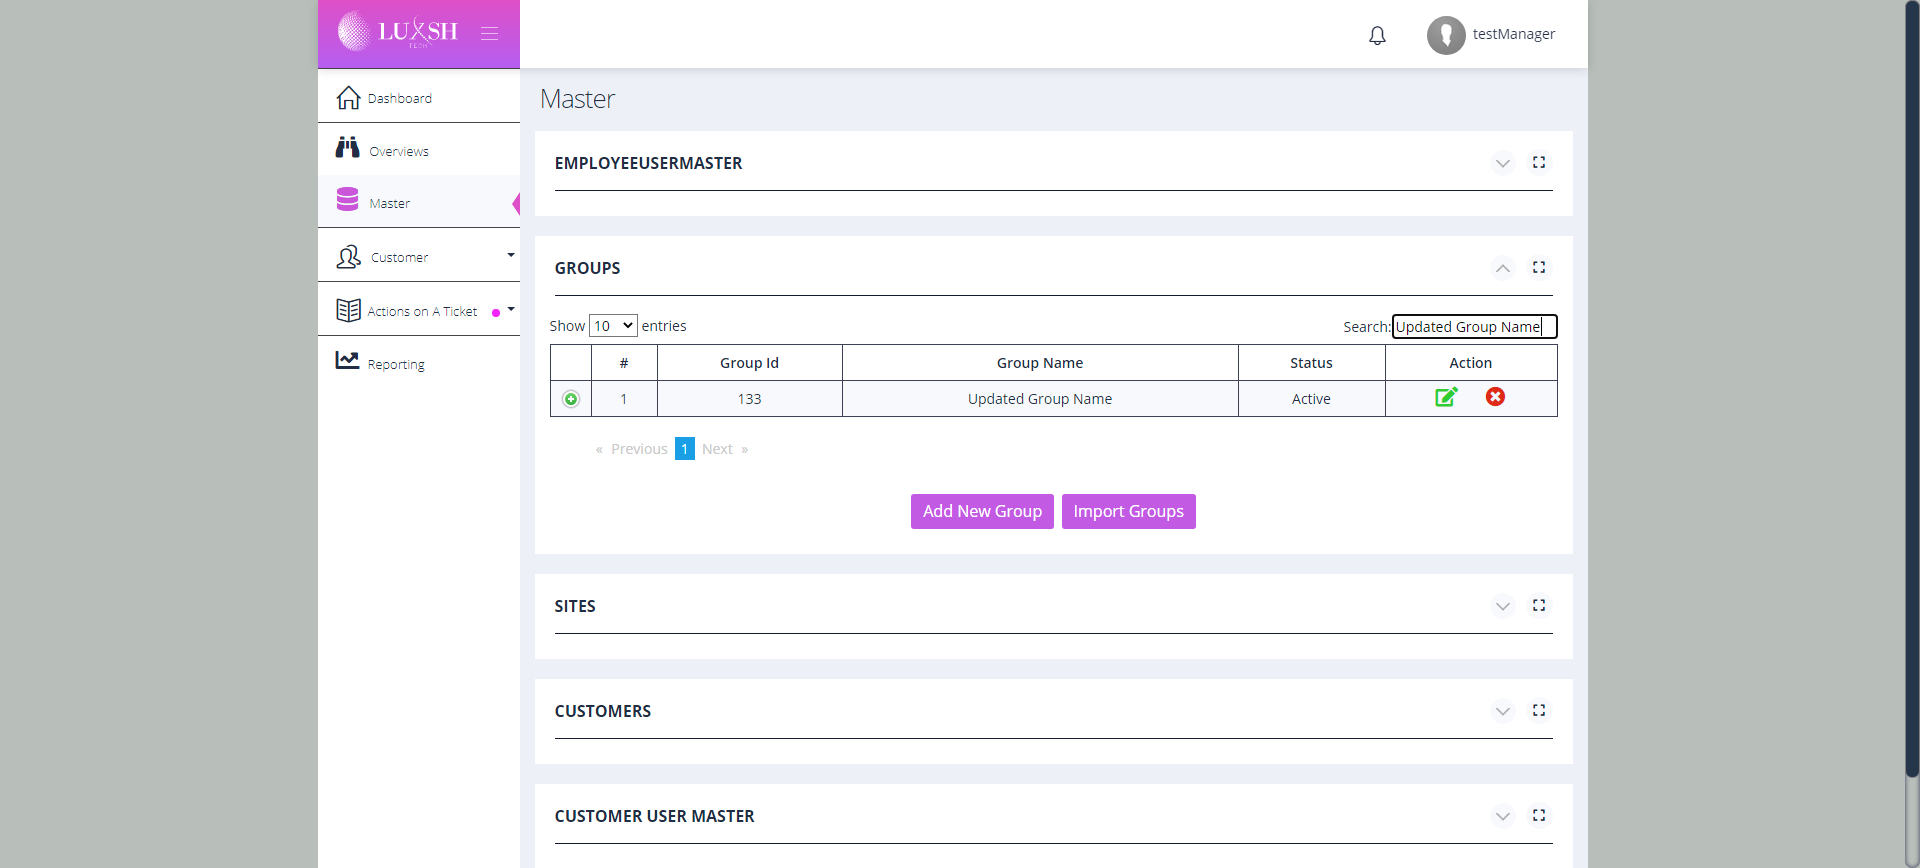 LUXSH
TECH
testManager
Dashboard
Overviews
Master
Customer
Actions on A Ticket
Reporting
Master
EMPLOYEEUSERMASTER
GROUPS
Show 10 entries
Search: Updated Group Name
# Group Id Group Name Status Action
1 133 Updated Group Name Active
« Previous 1 Next »
Add New Group Import Groups
SITES
CUSTOMERS
CUSTOMER USER MASTER